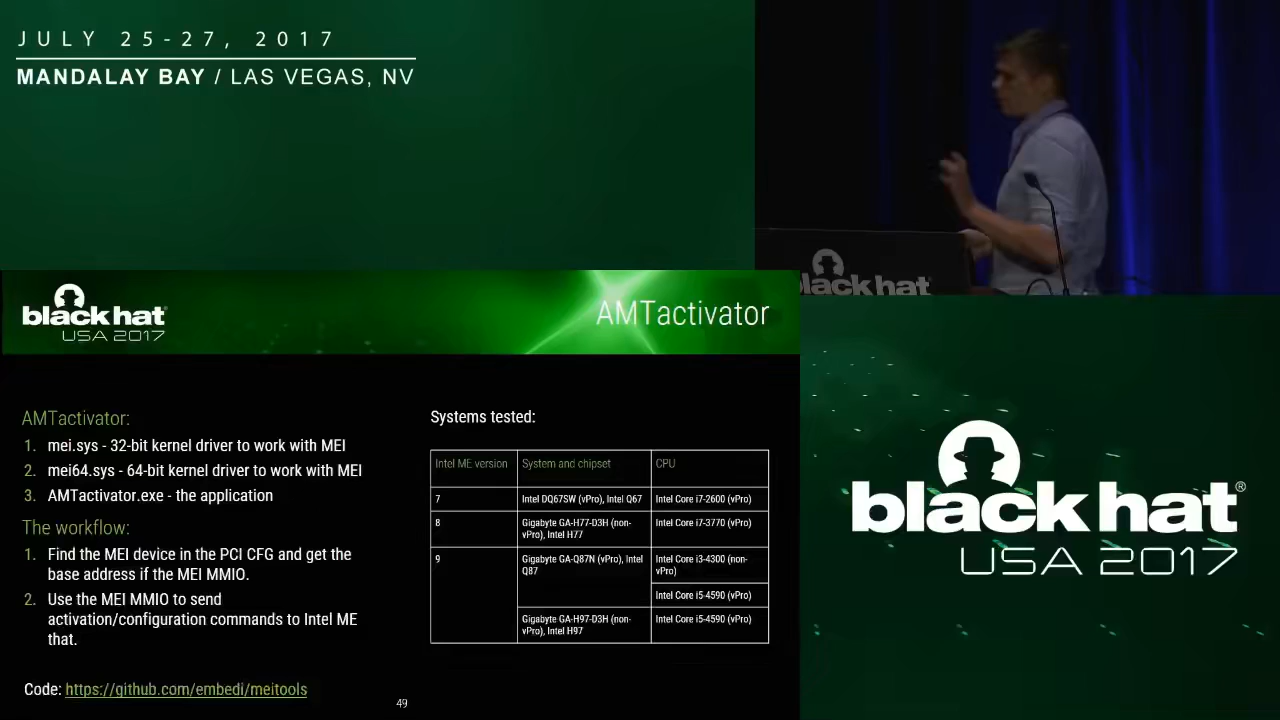 JULY 25-27, 2017
MANDALAY BAY / LAS VEGAS, NV
black hat
black hat
USA 2017
AMTactivator
AMTactivator:
1. mei.sys - 32-bit kernel driver to work with MEI
2. mei64.sys - 64-bit kernel driver to work with MEI
3. AMTactivator.exe - the application
The workflow:
1. Find the MEI device in the PCI CFG and get the
base address if the MEI MMIO.
2. Use the MEI MMIO to send
activation/configuration commands to Intel ME
that.
Code: https://github.com/embedi/meitools
Systems tested:
Intel ME version System and chipset CPU
7 Intel DQ67SW (vPro), Intel Q67 Intel Core i7-2600 (vPro)
8 Gigabyte GA-H77-D3H (non-
vPro), Intel H77 Intel Core i7-3770 (vPro)
9 Gigabyte GA-Q87N (vPro), Intel
Q87 Intel Core i3-4300 (non-
vPro)
Intel Core i5-4590 (vPro)
Gigabyte GA-H97-D3H (non-
vPro), Intel H97 Intel Core i5-4590 (vPro)
49
black hat®
USA 2017